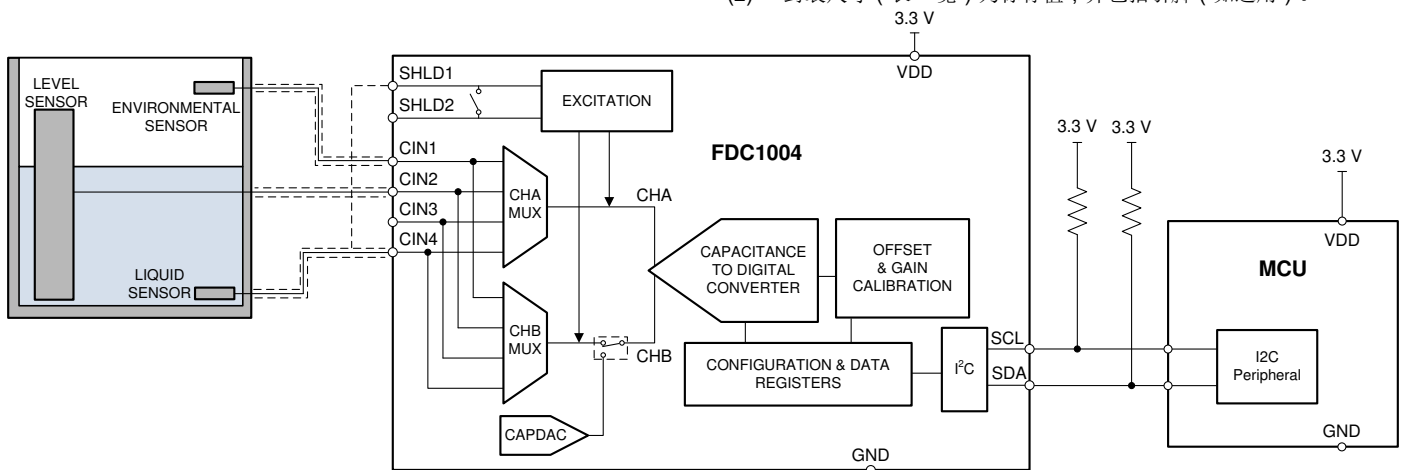 3.3 V
VDD
LEVEL
SENSOR
ENVIRONMENTAL
SENSOR
LIQUID
SENSOR
SHLD1
SHLD2
CIN1
CIN2
CIN3
CIN4
EXCITATION
FDC1004
CHA
MUX
CHA
CHB
MUX
CHB
CAPDAC
CAPACITANCE
TO DIGITAL
CONVERTER
OFFSET
& GAIN
CALIBRATION
CONFIGURATION & DATA
REGISTERS
I²C
SCL
SDA
GND
3.3 V
3.3 V
3.3 V
VDD
MCU
I2C
Peripheral
GND